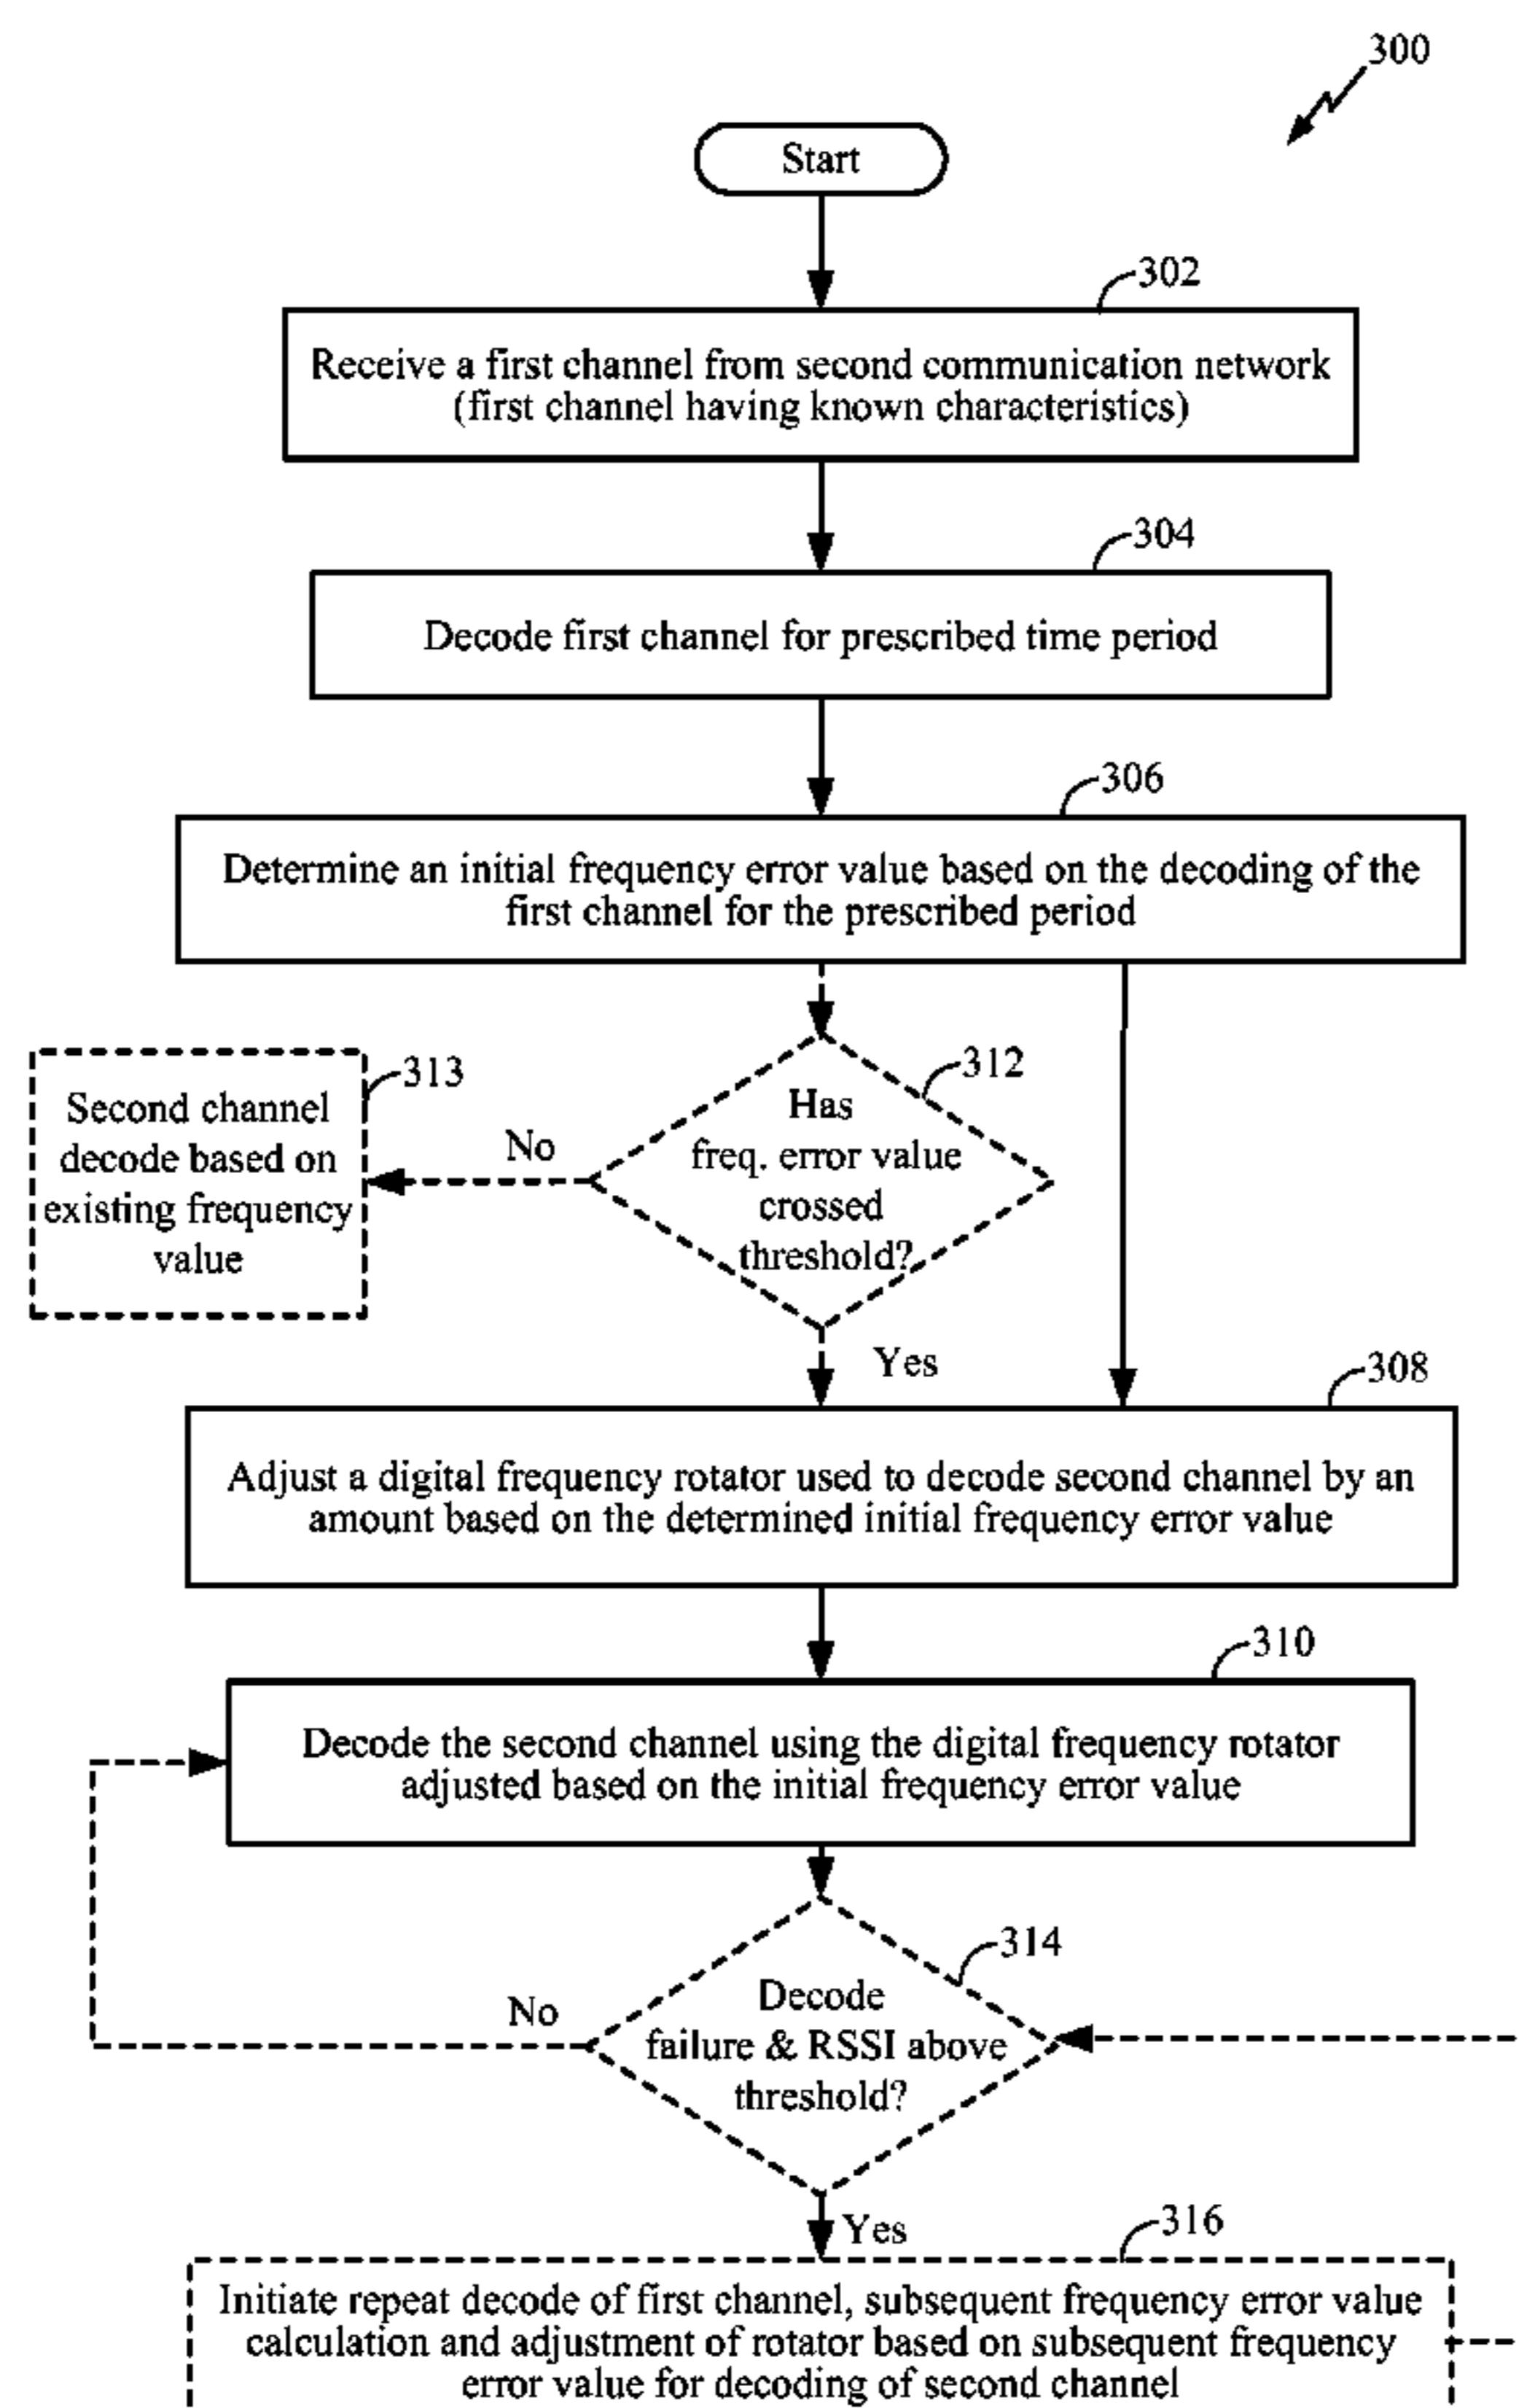 300
Start
302
Receive a first channel from second communication network
(first channel having known characteristics)
304
Decode first channel for prescribed time period
306
Determine an initial frequency error value based on the decoding of the
first channel for the prescribed period
313
Second channel
decode based on
existing frequency
value
No
312
Has
freq. error value
crossed
threshold?
Yes
308
Adjust a digital frequency rotator used to decode second channel by an
amount based on the determined initial frequency error value
310
Decode the second channel using the digital frequency rotator
adjusted based on the initial frequency error value
314
No
Decode
failure & RSSI above
threshold?
Yes
316
Initiate repeat decode of first channel, subsequent frequency error value
calculation and adjustment of rotator based on subsequent frequency
error value for decoding of second channel